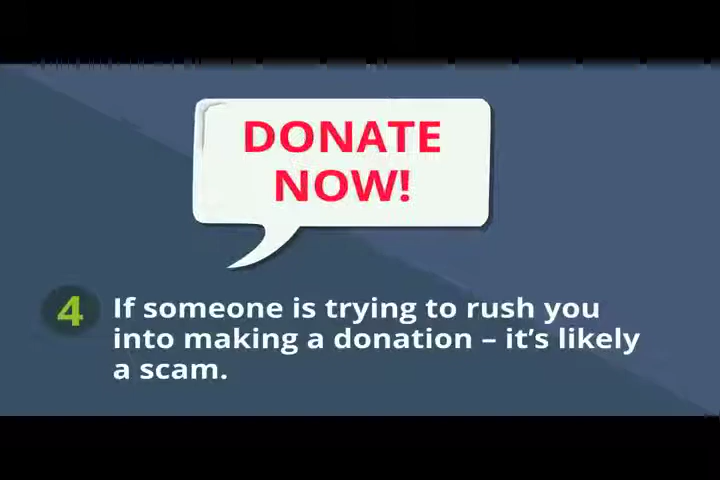 DONATE
NOW!
4 If someone is trying to rush you
into making a donation – it’s likely
a scam.